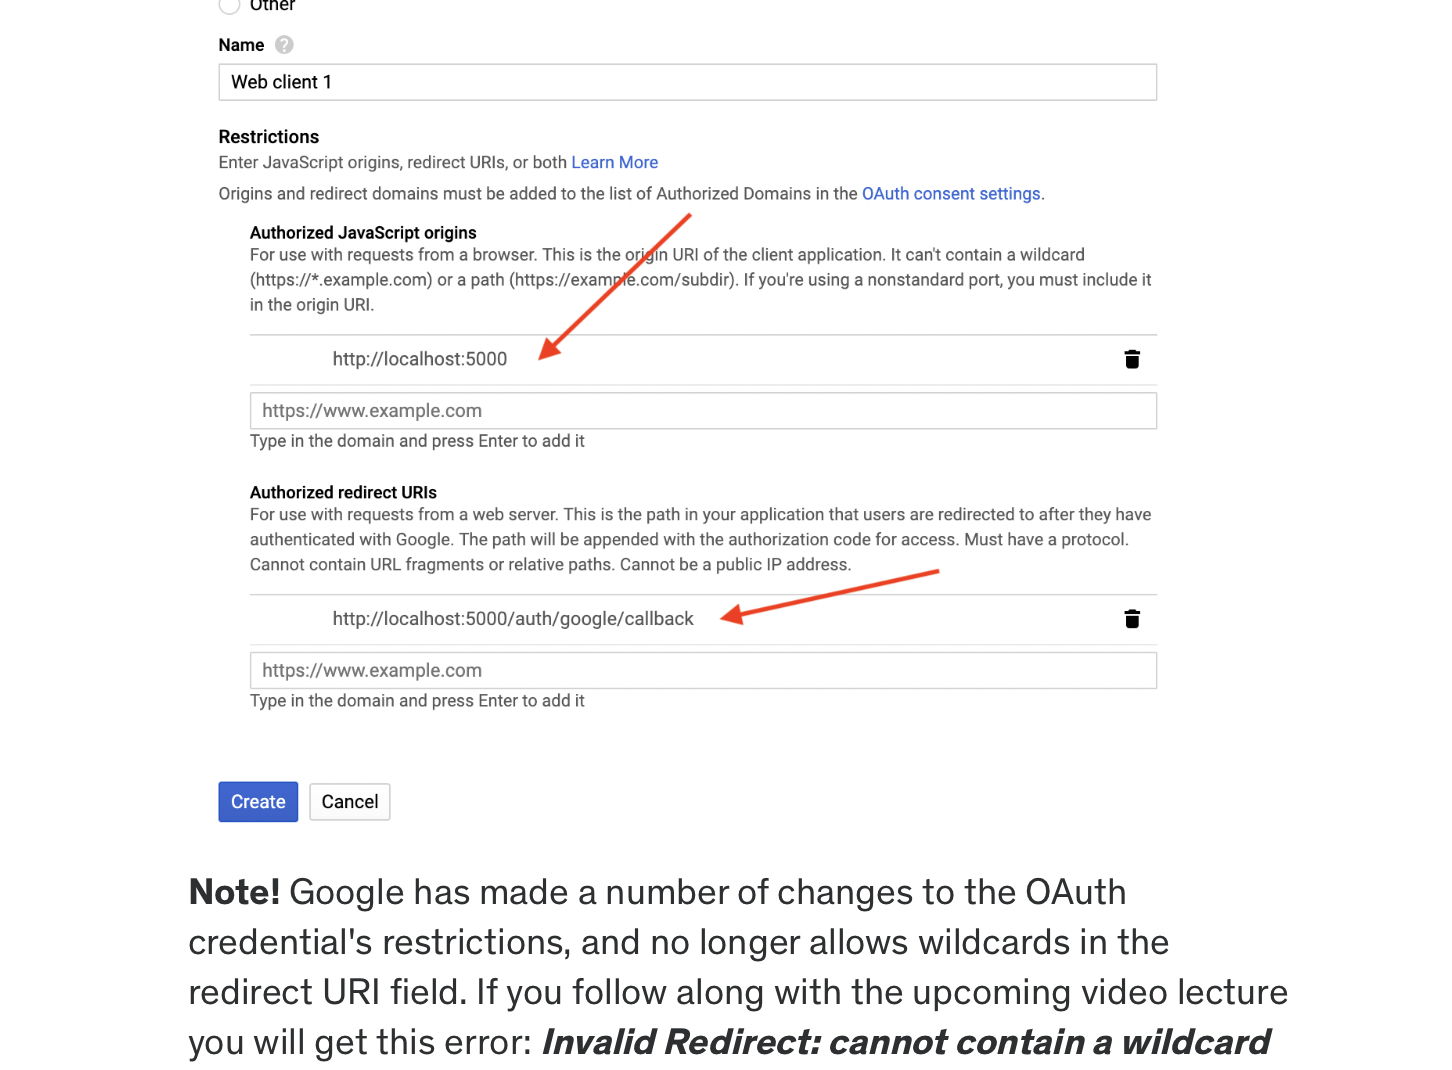 Other
Name ?
Web client 1
Restrictions
Enter JavaScript origins, redirect URIs, or both Learn More
Origins and redirect domains must be added to the list of Authorized Domains in the OAuth consent settings.
Authorized JavaScript origins
For use with requests from a browser. This is the origin URI of the client application. It can't contain a wildcard
(https://*.example.com) or a path (https://example.com/subdir). If you're using a nonstandard port, you must include it
in the origin URI.
http://localhost:5000
https://www.example.com
Type in the domain and press Enter to add it
Authorized redirect URIs
For use with requests from a web server. This is the path in your application that users are redirected to after they have
authenticated with Google. The path will be appended with the authorization code for access. Must have a protocol.
Cannot contain URL fragments or relative paths. Cannot be a public IP address.
http://localhost:5000/auth/google/callback
https://www.example.com
Type in the domain and press Enter to add it
Create Cancel
Note! Google has made a number of changes to the OAuth
credential's restrictions, and no longer allows wildcards in the
redirect URI field. If you follow along with the upcoming video lecture
you will get this error: Invalid Redirect: cannot contain a wildcard